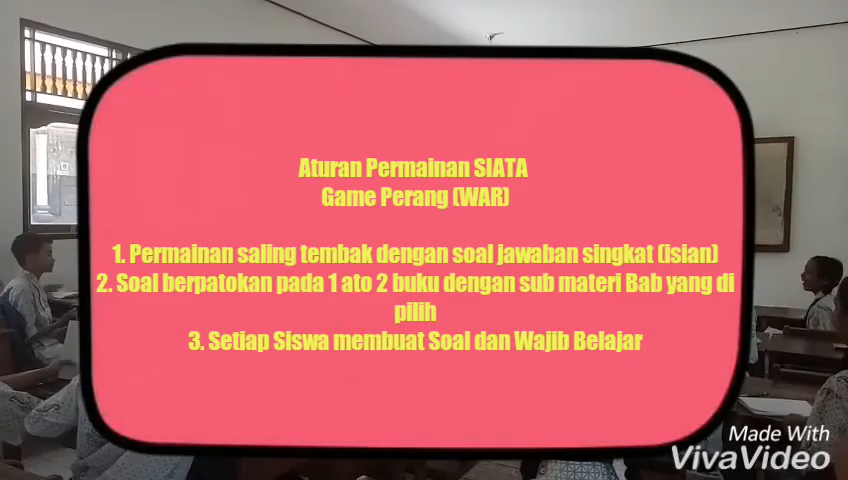 Aturan Permainan SIATA
Game Perang (WAR)
1. Permainan saling tembak dengan soal jawaban singkat (isian)
2. Soal berpatokan pada 1 ato 2 buku dengan sub materi Bab yang di
pilih
3. Setiap Siswa membuat Soal dan Wajib Belajar
Made With
VivaVideo